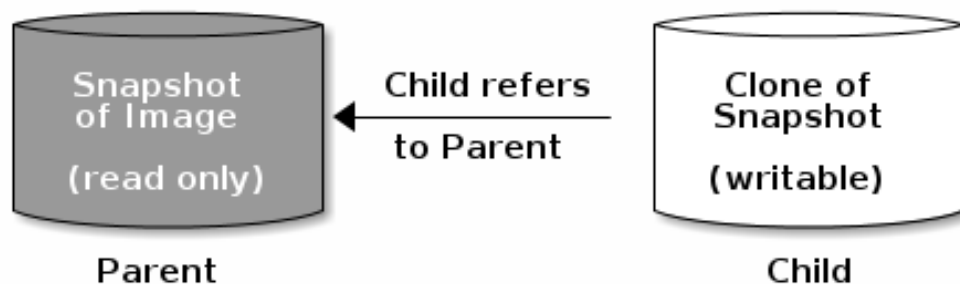 Snapshot
of Image
(read only)
Child refers
to Parent
Clone of
Snapshot
(writable)
Parent
Child